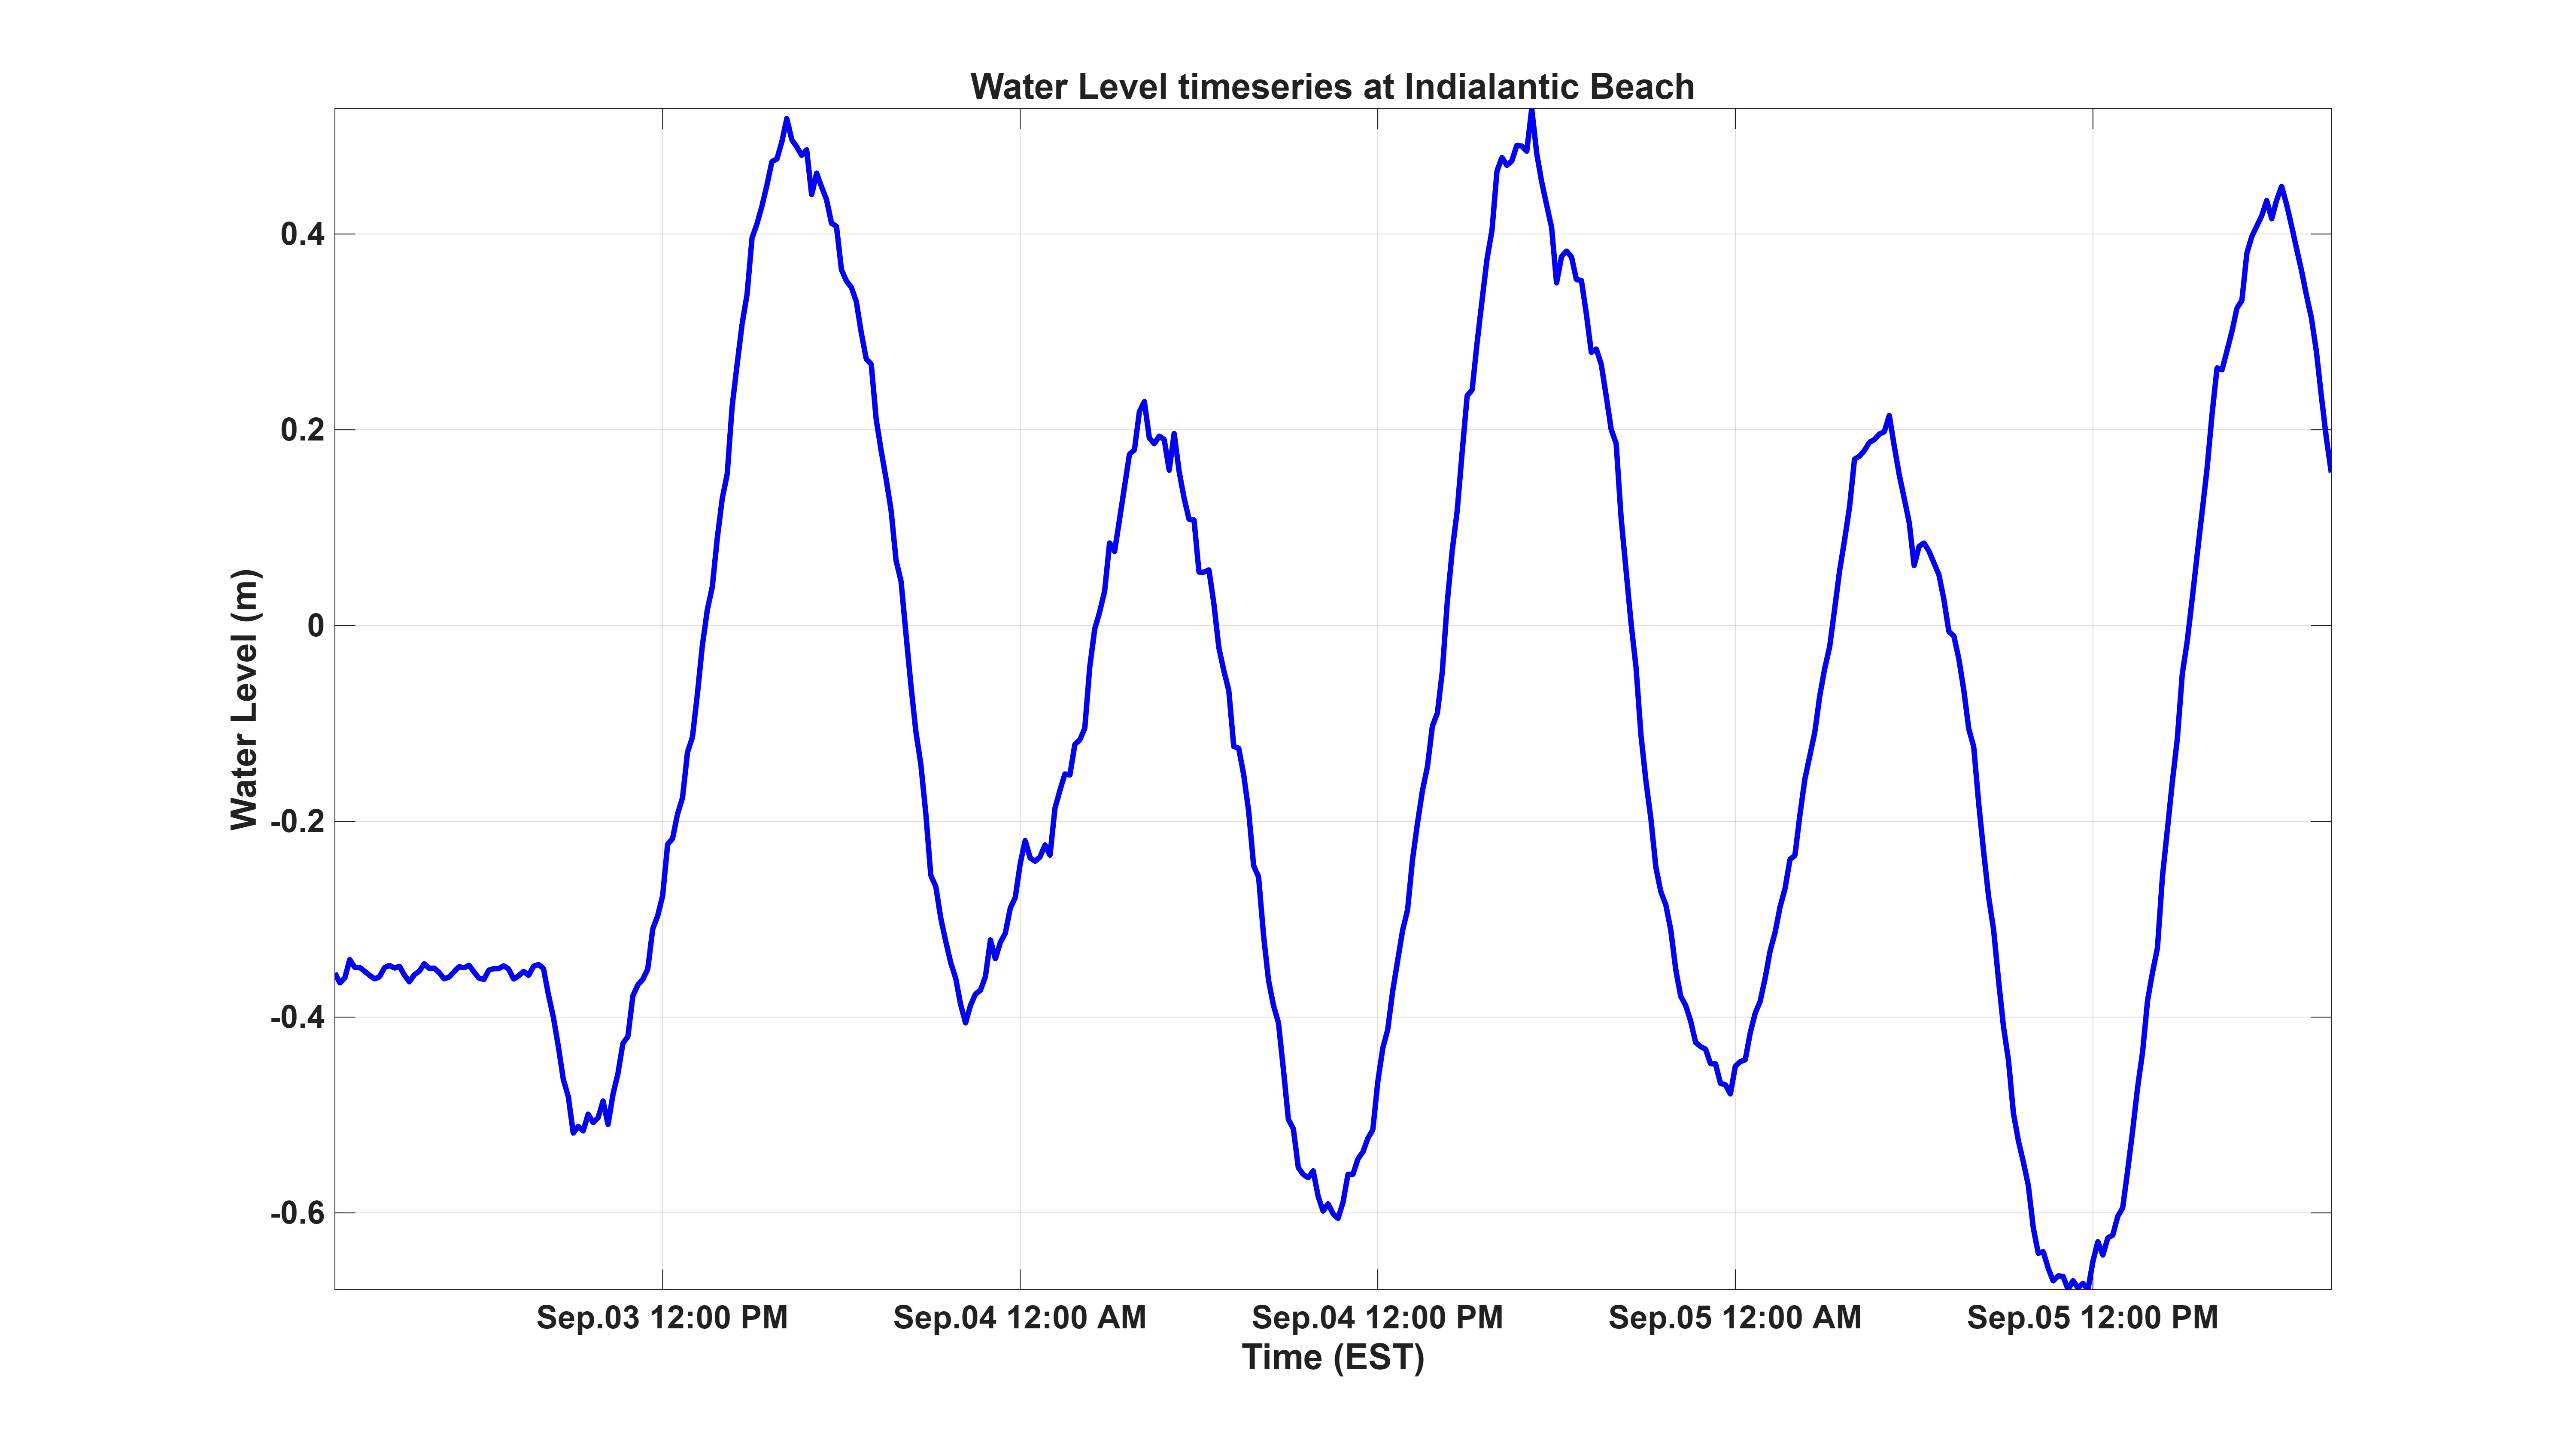 Water Level timeseries at Indialantic Beach
0.4
0.2
0
-0.2
-0.4
-0.6
Water Level (m)
Sep.03 12:00 PM
Sep.04 12:00 AM
Sep.04 12:00 PM
Sep.05 12:00 AM
Sep.05 12:00 PM
Time (EST)